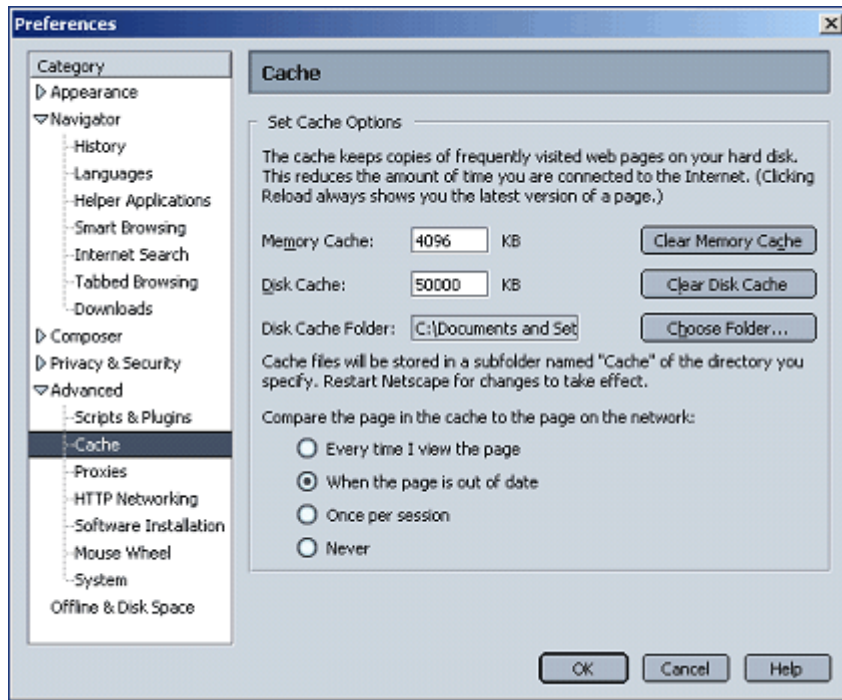 Preferences
Category
Appearance
Navigator
History
Languages
Helper Applications
Smart Browsing
Internet Search
Tabbed Browsing
Downloads
Composer
Privacy & Security
Advanced
Scripts & Plugins
Cache
Proxies
HTTP Networking
Software Installation
Mouse Wheel
System
Offline & Disk Space
Cache
Set Cache Options
The cache keeps copies of frequently visited web pages on your hard disk.
This reduces the amount of time you are connected to the Internet. (Clicking
Reload always shows you the latest version of a page.)
Memory Cache: 4096 KB Clear Memory Cache
Disk Cache: 50000 KB Clear Disk Cache
Disk Cache Folder: C:\Documents and Set Choose Folder...
Cache files will be stored in a subfolder named "Cache" of the directory you
specify. Restart Netscape for changes to take effect.
Compare the page in the cache to the page on the network:
Every time I view the page
When the page is out of date
Once per session
Never
OK Cancel Help